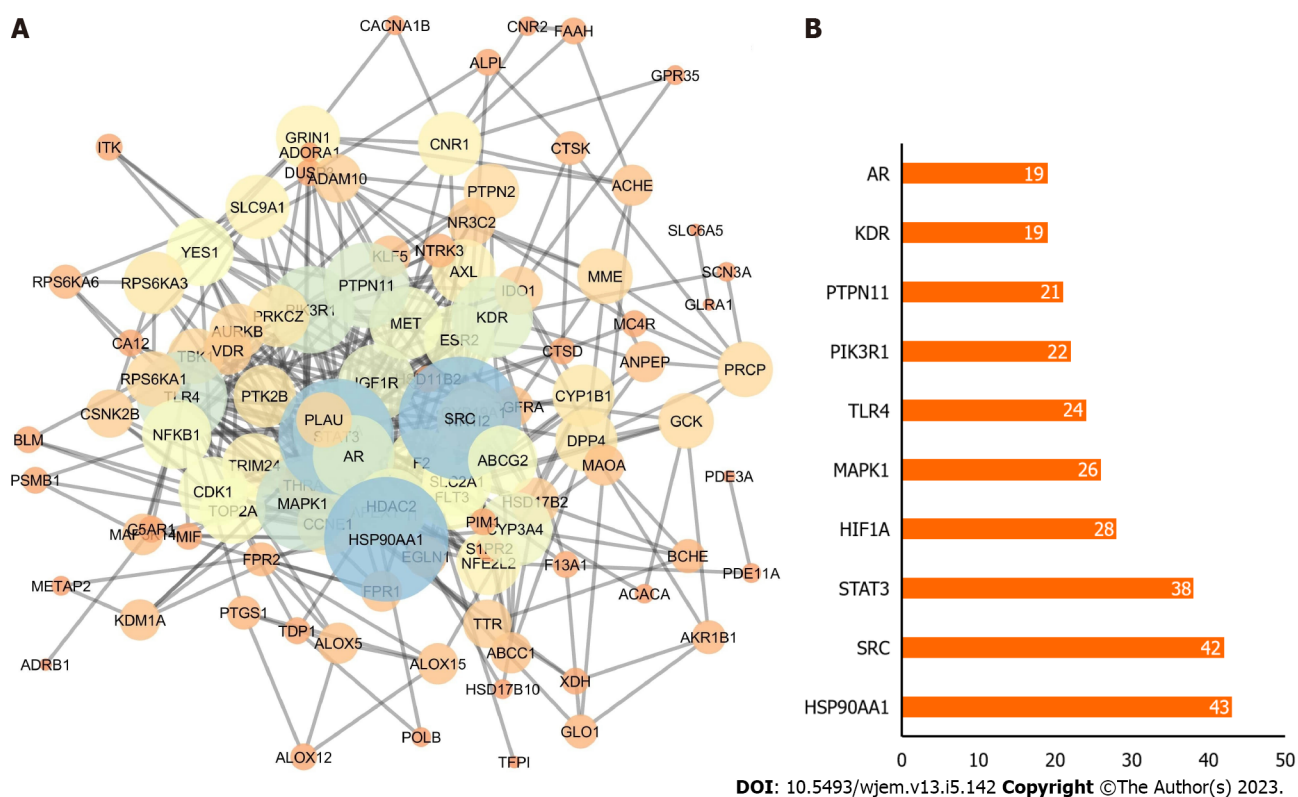 A
B
CACNA1B
CNR2
FAAH
ALPL
GPR35
ITK
GRIN1
CNR1
CTSK
ADORA1
ADAM10
ACHE
PTPN2
SLC9A1
NR3C2
SLC6A5
YES1
KLF5
NTRK3
AXL
MME
SCN3A
RPS6KA6
RPS6KA3
PTPN11
IDO1
GLRA1
PRKCZ
PIK3R1
MET
KDR
MC4R
AURKB
ESR2
CA12
VDR
CTSD
ANPEP
PRCP
RPS6KA1
IGF1R
TLR4
PTK2B
CYP1B1
CSNK2B
PLAU
SRC
GCK
NFKB1
STAT3
DPP4
BLM
AR
ABCG2
MAOA
TRIM24
PSMB1
CDK1
SLC2A1
PDE3A
MAPK1
HDAC2
FLT3
HSD17B2
TOP2A
C5AR1
CCNE1
PIM1
CYP3A4
MIF
HSP90AA1
EGLN1
BCHE
FPR2
NFE2L2
F13A1
PDE11A
METAP2
FPR1
ACACA
KDM1A
PTGS1
TTR
TDP1
ALOX5
AKR1B1
ADRB1
ALOX15
ABCC1
HSD17B10
XDH
POLB
GLO1
ALOX12
TFPI
AR 19
KDR 19
PTPN11 21
PIK3R1 22
TLR4 24
MAPK1 26
HIF1A 28
STAT3 38
SRC 42
HSP90AA1 43
0 10 20 30 40 50
DOI: 10.5493/wjem.v13.i5.142 Copyright ©The Author(s) 2023.